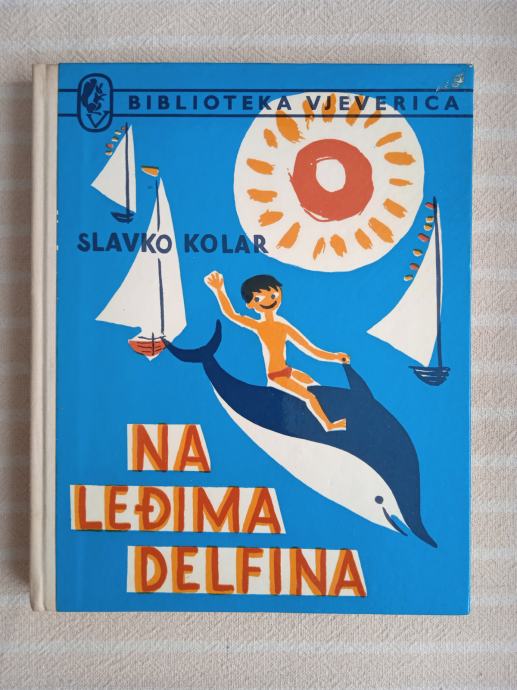 BIBLIOTEKA VJEVERICA
SLAVKO KOLAR
NA
LEĐIMA
DELFINA